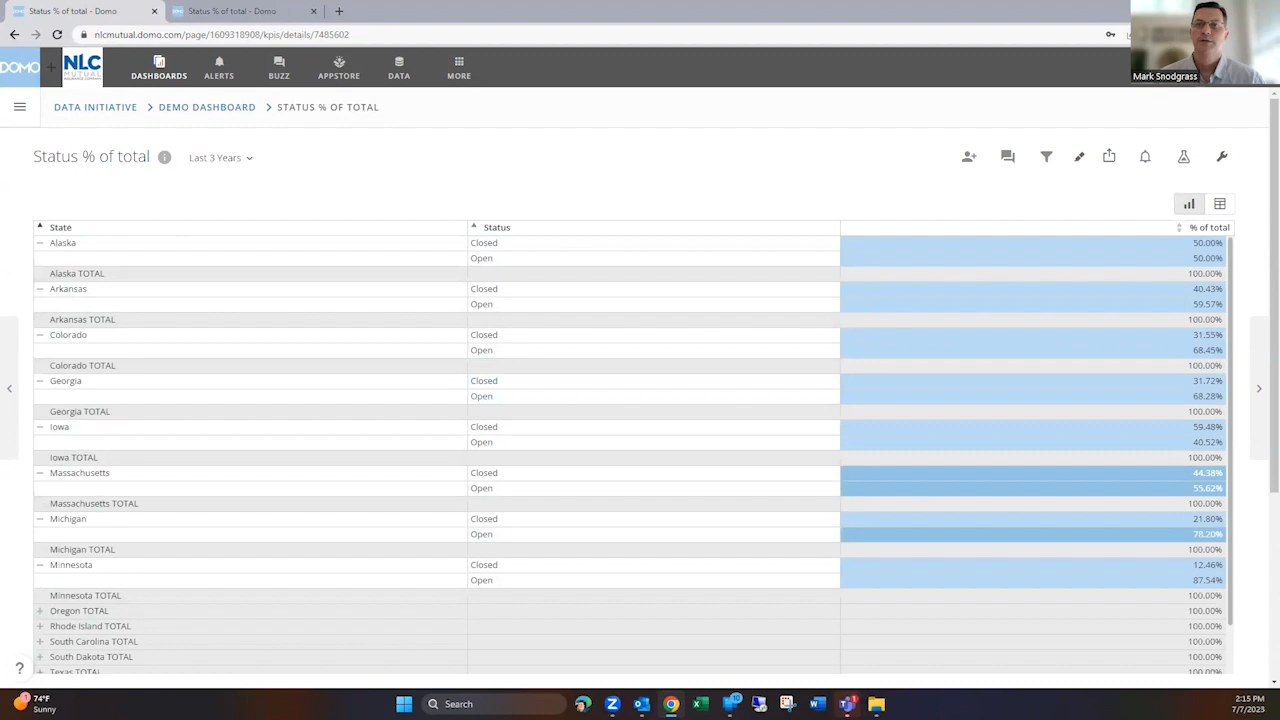 Status % of total - Domo
Status % of total - Domo
nlcmutual.domo.com/page/1609318908/kpis/details/7485602
Mark Snodgrass
DOMO
NLC
MUTUAL
DASHBOARDS
ALERTS
BUZZ
APPSTORE
DATA
MORE
DATA INITIATIVE > DEMO DASHBOARD > STATUS % OF TOTAL
Status % of total
Last 3 Years
State Status % of total
Alaska Closed 50.00%
Open 50.00%
Alaska TOTAL 100.00%
Arkansas Closed 40.43%
Open 59.57%
Arkansas TOTAL 100.00%
Colorado Closed 31.55%
Open 68.45%
Colorado TOTAL 100.00%
Georgia Closed 31.72%
Open 68.28%
Georgia TOTAL 100.00%
Iowa Closed 59.48%
Open 40.52%
Iowa TOTAL 100.00%
Massachusetts Closed 44.38%
Open 55.62%
Massachusetts TOTAL 100.00%
Michigan Closed 21.80%
Open 78.20%
Michigan TOTAL 100.00%
Minnesota Closed 12.46%
Open 87.54%
Minnesota TOTAL 100.00%
Oregon TOTAL 100.00%
Rhode Island TOTAL 100.00%
South Carolina TOTAL 100.00%
South Dakota TOTAL 100.00%
Texas TOTAL 100.00%
?
74°F
Sunny
Search
2:15 PM
7/7/2023